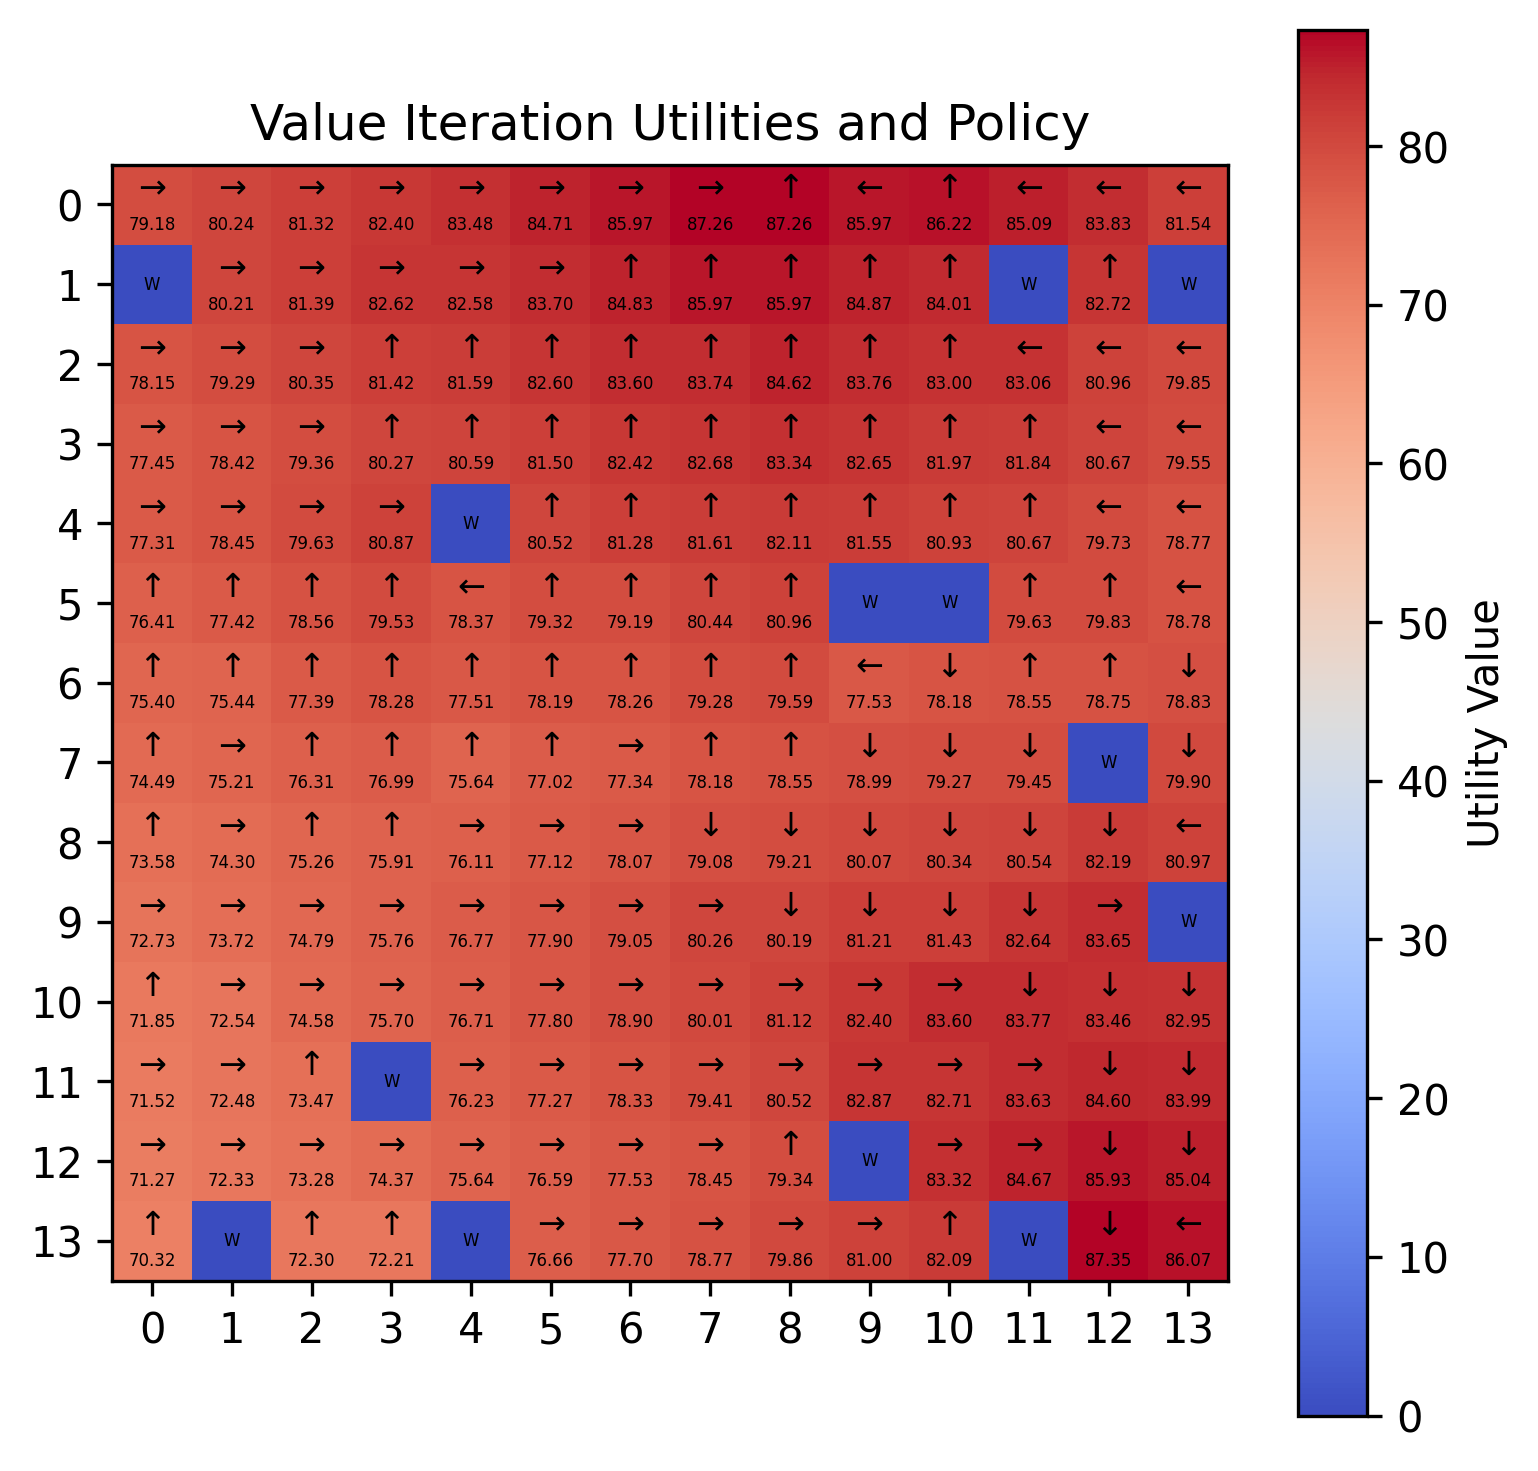 Value Iteration Utilities and Policy
0 → → → → → → → → ↑ ← ↑ ← ← ←
79.18 80.24 81.32 82.40 83.48 84.71 85.97 87.26 87.26 85.97 86.22 85.09 83.83 81.54
1 W → → → → → ↑ ↑ ↑ ↑ ↑ W ↑ W
80.21 81.39 82.62 82.58 83.70 84.83 85.97 85.97 84.87 84.01 82.72
2 → → → ↑ ↑ ↑ ↑ ↑ ↑ ↑ ↑ ← ← ←
78.15 79.29 80.35 81.42 81.59 82.60 83.60 83.74 84.62 83.76 83.00 83.06 80.96 79.85
3 → → → ↑ ↑ ↑ ↑ ↑ ↑ ↑ ↑ ↑ ← ←
77.45 78.42 79.36 80.27 80.59 81.50 82.42 82.68 83.34 82.65 81.97 81.84 80.67 79.55
4 → → → → W ↑ ↑ ↑ ↑ ↑ ↑ ↑ ← ←
77.31 78.45 79.63 80.87 80.52 81.28 81.61 82.11 81.55 80.93 80.67 79.73 78.77
5 ↑ ↑ ↑ ↑ ← ↑ ↑ ↑ ↑ W W ↑ ↑ ←
76.41 77.42 78.56 79.53 78.37 79.32 79.19 80.44 80.96 79.63 79.83 78.78
6 ↑ ↑ ↑ ↑ ↑ ↑ ↑ ↑ ↑ ← ↓ ↑ ↑ ↓
75.40 75.44 77.39 78.28 77.51 78.19 78.26 79.28 79.59 77.53 78.18 78.55 78.75 78.83
7 ↑ → ↑ ↑ ↑ ↑ → ↑ ↑ ↓ ↓ ↓ W ↓
74.49 75.21 76.31 76.99 75.64 77.02 77.34 78.18 78.55 78.99 79.27 79.45 79.90
8 ↑ → ↑ ↑ → → → ↓ ↓ ↓ ↓ ↓ ↓ ←
73.58 74.30 75.26 75.91 76.11 77.12 78.07 79.08 79.21 80.07 80.34 80.54 82.19 80.97
9 → → → → → → → → ↓ ↓ ↓ ↓ → W
72.73 73.72 74.79 75.76 76.77 77.90 79.05 80.26 80.19 81.21 81.43 82.64 83.65
10 ↑ → → → → → → → → → → ↓ ↓ ↓
71.85 72.54 74.58 75.70 76.71 77.80 78.90 80.01 81.12 82.40 83.60 83.77 83.46 82.95
11 → → ↑ W → → → → → → → → ↓ ↓
71.52 72.48 73.47 76.23 77.27 78.33 79.41 80.52 82.87 82.71 83.63 84.60 83.99
12 → → → → → → → → ↑ W → → ↓ ↓
71.27 72.33 73.28 74.37 75.64 76.59 77.53 78.45 79.34 83.32 84.67 85.93 85.04
13 ↑ W ↑ ↑ W → → → → → ↑ W ↓ ←
70.32 72.30 72.21 76.66 77.70 78.77 79.86 81.00 82.09 87.35 86.07
0 1 2 3 4 5 6 7 8 9 10 11 12 13
80
70
60
50
40
30
20
10
0
Utility Value